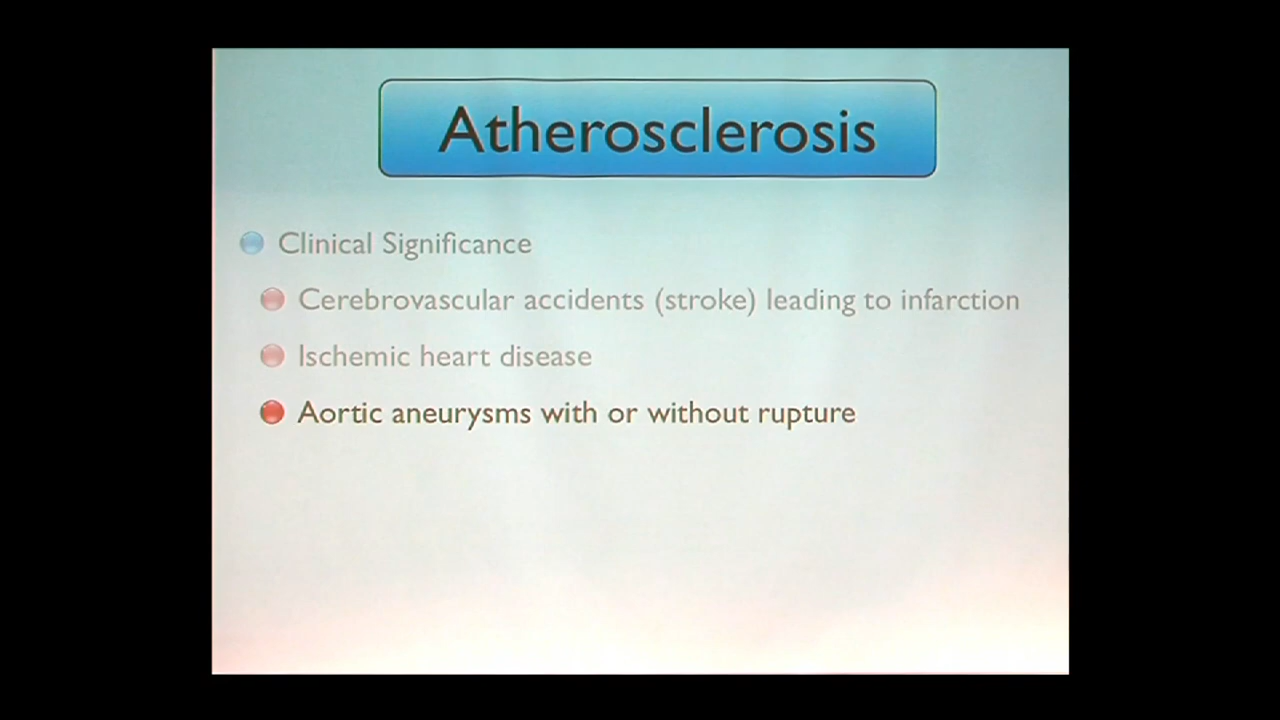 Atherosclerosis
Clinical Significance
Cerebrovascular accidents (stroke) leading to infarction
Ischemic heart disease
Aortic aneurysms with or without rupture